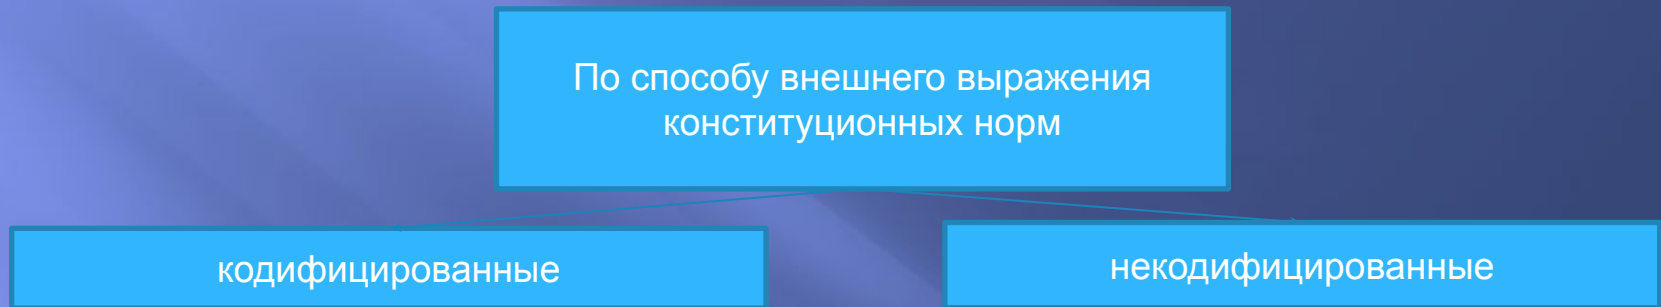 По способу внешнего выражения
конституционных норм
кодифицированные
некодифицированные